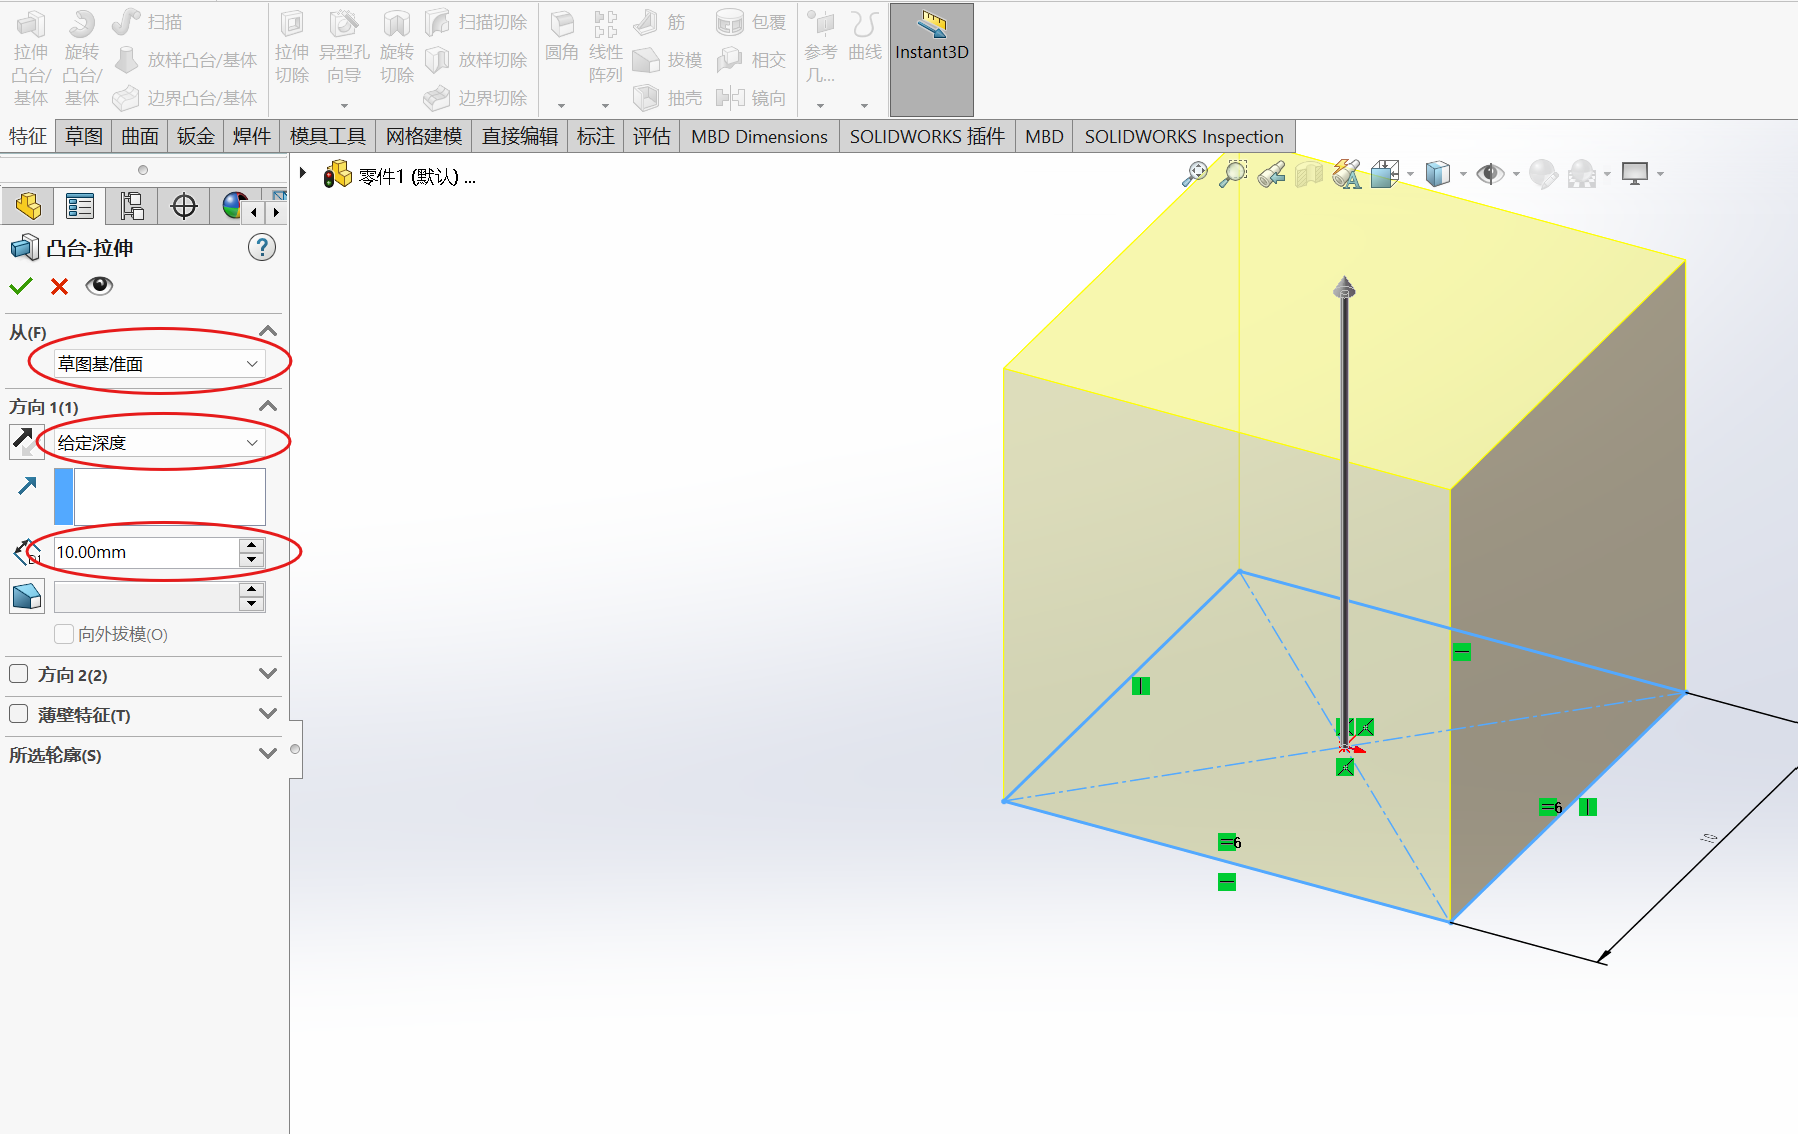 拉伸
凸台/
基体
旋转
凸台/
基体
扫描
放样凸台/基体
边界凸台/基体
拉伸
切除
异型孔
向导
旋转
切除
扫描切除
放样切除
边界切除
圆角
线性
阵列
筋
拔模
抽壳
包覆
相交
镜向
参考
几...
曲线
Instant3D
特征 草图 曲面 钣金 焊件 模具工具 网格建模 直接编辑 标注 评估 MBD Dimensions SOLIDWORKS 插件 MBD SOLIDWORKS Inspection
零件1 (默认) ...
凸台-拉伸
?
从(F)
草图基准面
方向 1(1)
给定深度
D1
10.00mm
向外拔模(O)
方向 2(2)
薄壁特征(T)
所选轮廓(S)
6
6
10